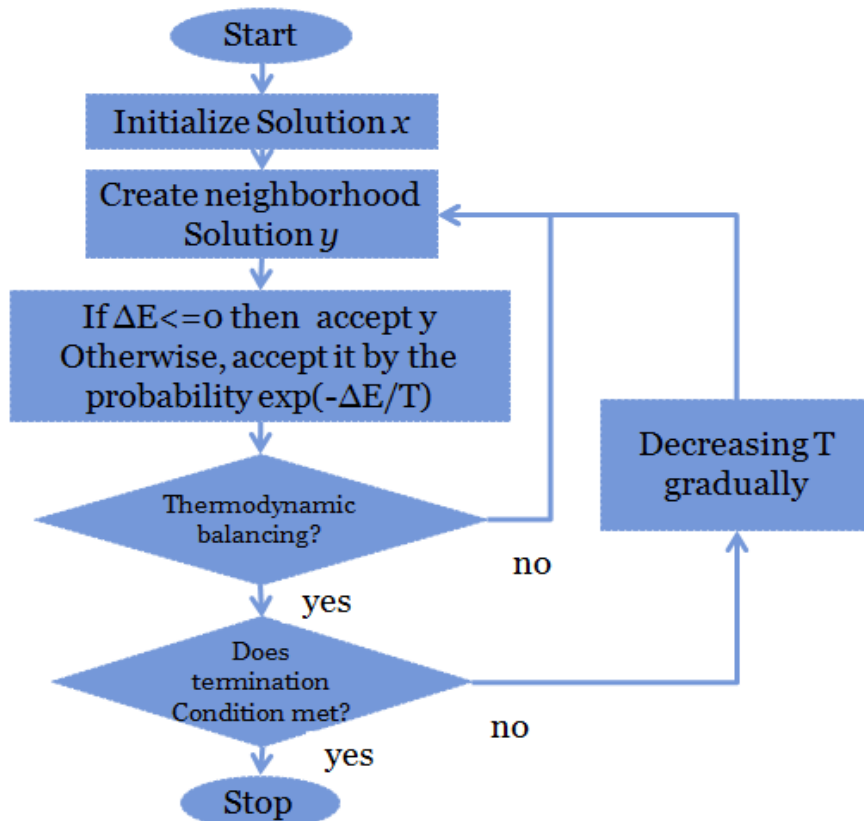 Start
Initialize Solution x
Create neighborhood
Solution y
If ΔE<=0 then accept y
Otherwise, accept it by the
probability exp(-ΔE/T)
Decreasing T
gradually
Thermodynamic
balancing?
no
yes
Does
termination
Condition met?
no
yes
Stop